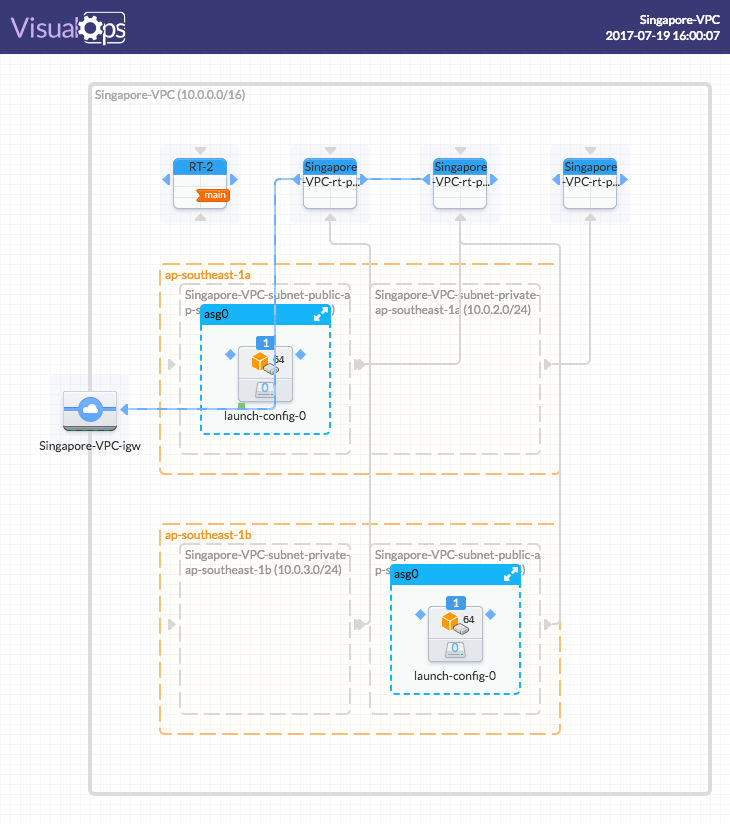 VisualOps
Singapore-VPC
2017-07-19 16:00:07
Singapore-VPC (10.0.0.0/16)
RT-2
main
Singapore
-VPC-rt-p...
Singapore
-VPC-rt-p...
Singapore
-VPC-rt-p...
ap-southeast-1a
Singapore-VPC-subnet-public-a
p-s
)
asg0
1
64
0
launch-config-0
Singapore-VPC-subnet-private-
ap-southeast-1a (10.0.2.0/24)
Singapore-VPC-igw
ap-southeast-1b
Singapore-VPC-subnet-private-
ap-southeast-1b (10.0.3.0/24)
Singapore-VPC-subnet-public-a
p-s
)
asg0
1
64
0
launch-config-0